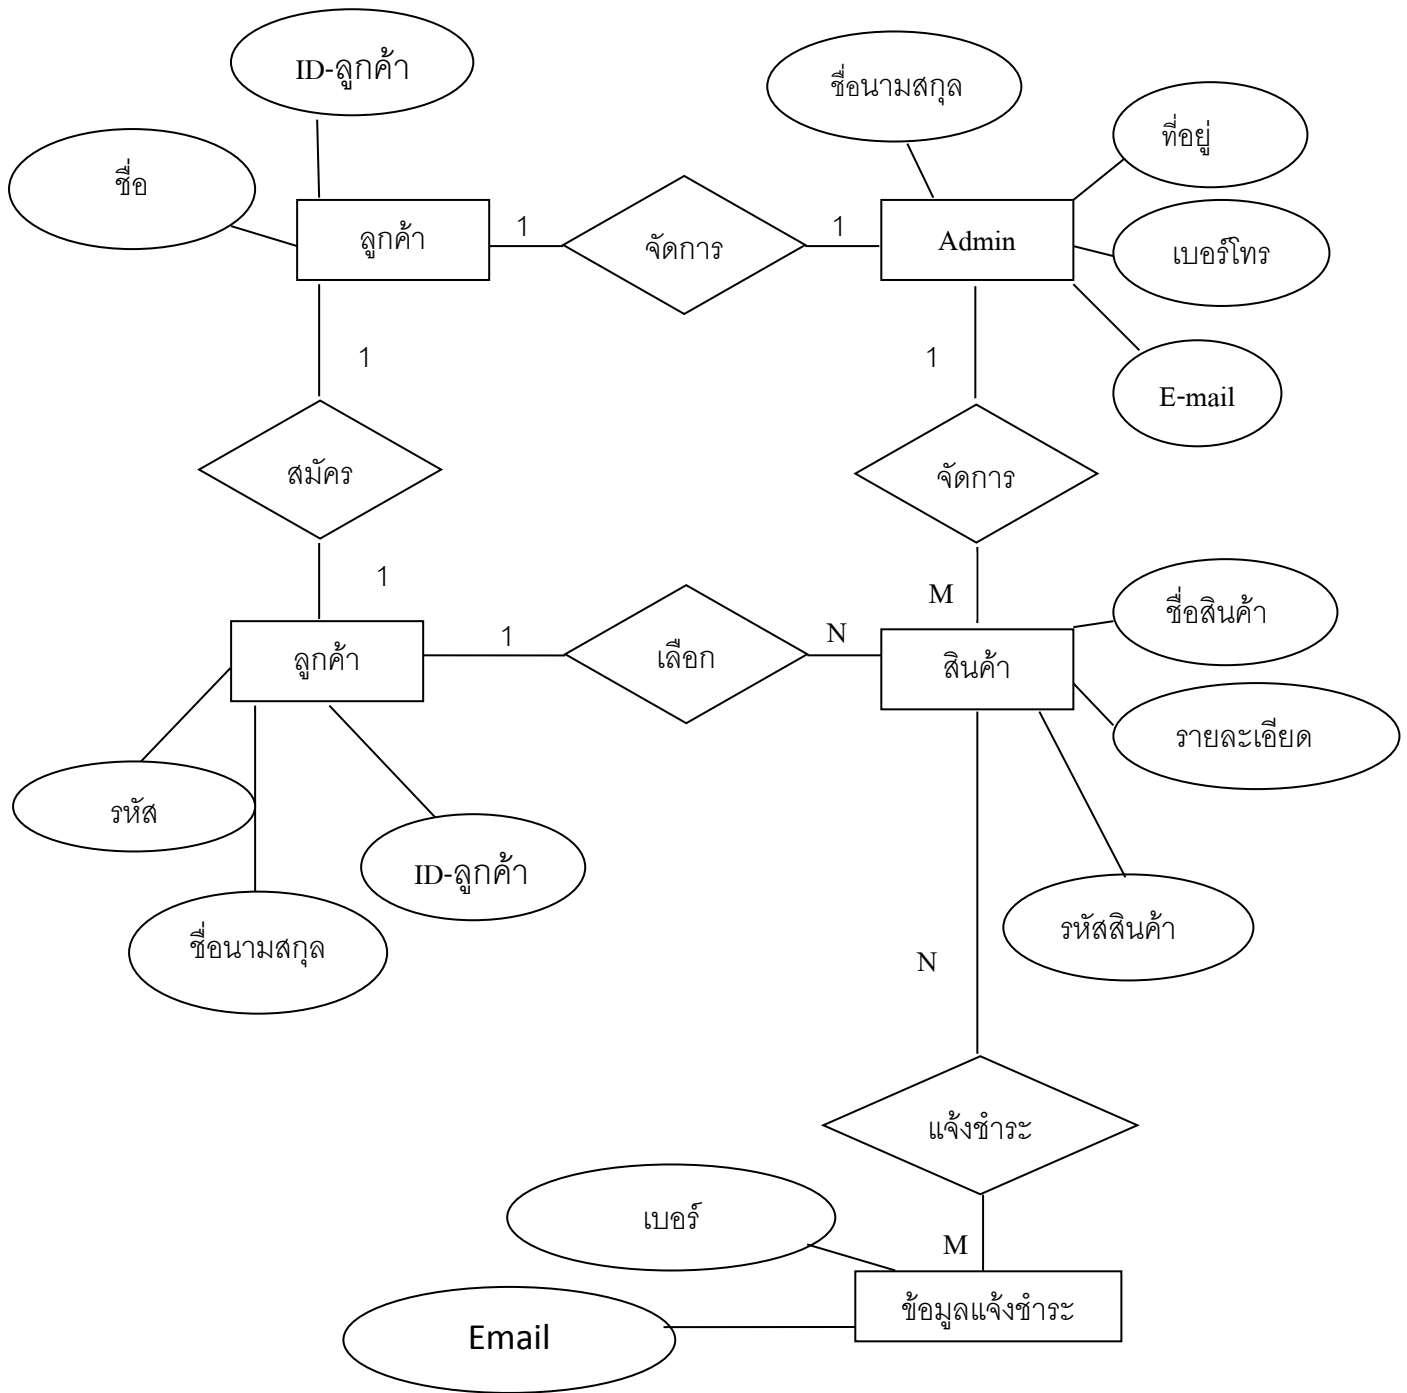 ID-ลูกค้า
ชื่อนามสกุล
ที่อยู่
ชื่อ
ลูกค้า
1
จัดการ
1
Admin
เบอร์โทร
1
1
E-mail
สมัคร
จัดการ
1
M
ชื่อสินค้า
ลูกค้า
1
เลือก
N
สินค้า
รายละเอียด
รหัส
ID-ลูกค้า
ชื่อนามสกุล
รหัสสินค้า
N
แจ้งชำระ
เบอร์
M
ข้อมูลแจ้งชำระ
Email